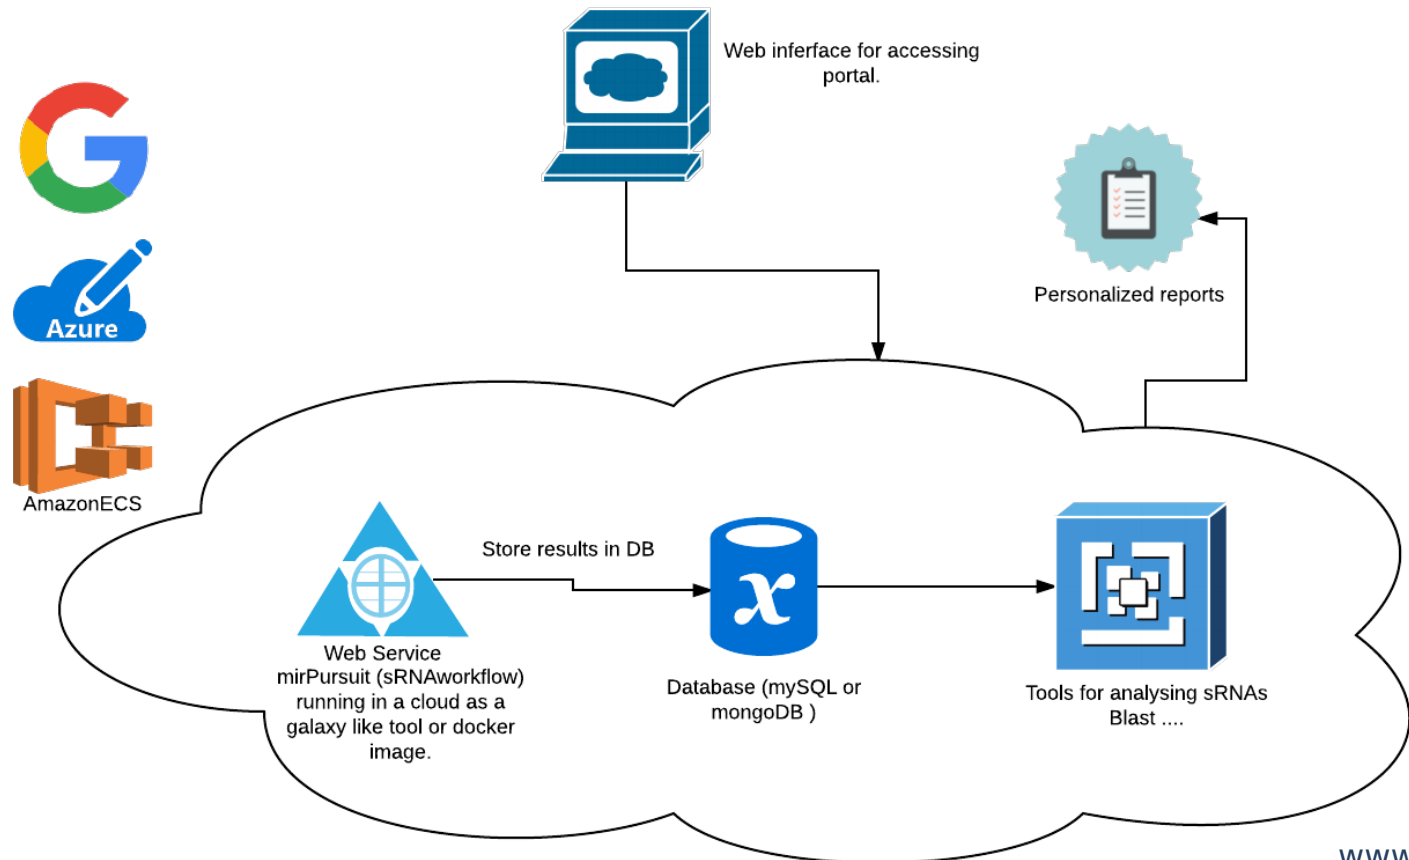 Web inferface for accessing
portal.
Personalized reports
Azure
AmazonECS
Store results in DB
Web Service
mirPursuit (sRNAworkflow)
running in a cloud as a
galaxy like tool or docker
image.
Database (mySQL or
mongoDB )
Tools for analysing sRNAs
Blast ....
www